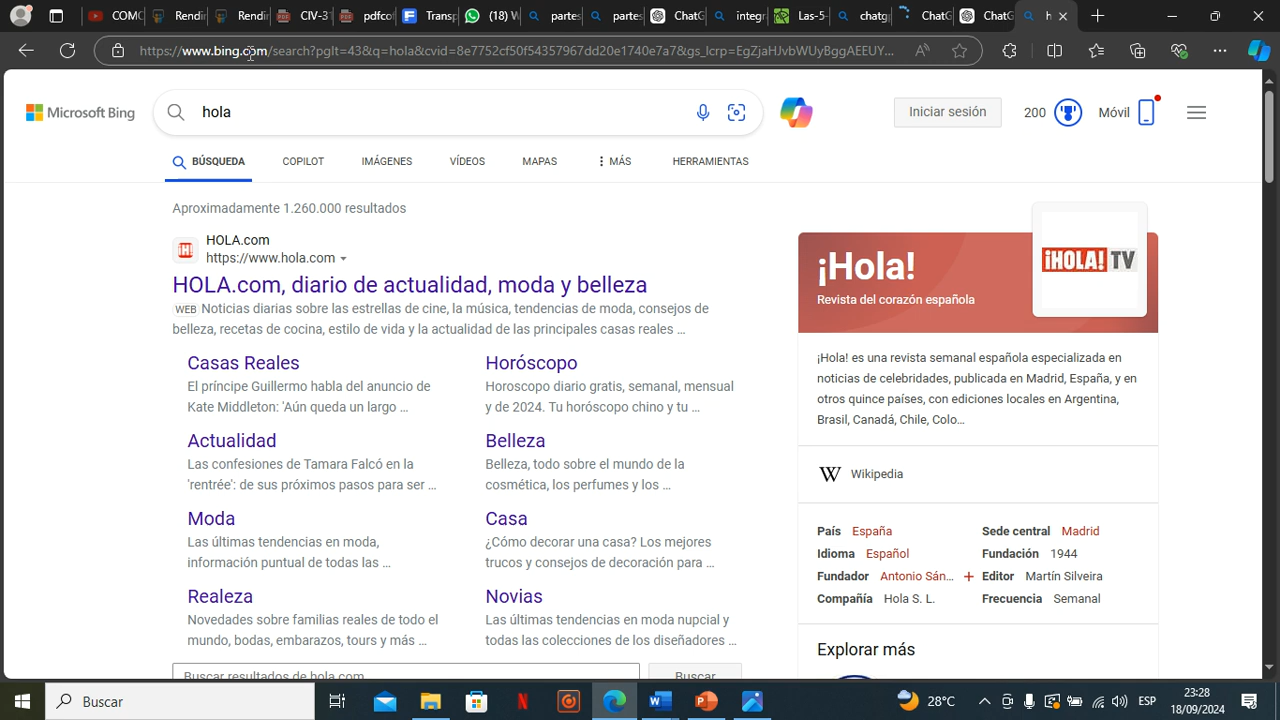 COMO
Rendir
Rendir
CIV-31
pdfcof
Transp
(18) W
partes
partes
ChatG
integra
Las-5-
chatg
ChatG
ChatG
h
https://www.bing.com/search?pglt=43&q=hola&cvid=8e7752cf50f54357967dd20e1740e7a7&gs_lcrp=EgZjaHJvbWUyBggAEEUY...
Microsoft Bing
hola
Iniciar sesión
200
Móvil
BÚSQUEDA
COPILOT
IMÁGENES
VÍDEOS
MAPAS
MÁS
HERRAMIENTAS
Aproximadamente 1.260.000 resultados
HOLA.com
https://www.hola.com
HOLA.com, diario de actualidad, moda y belleza
WEB Noticias diarias sobre las estrellas de cine, la música, tendencias de moda, consejos de
belleza, recetas de cocina, estilo de vida y la actualidad de las principales casas reales ...
Casas Reales
El príncipe Guillermo habla del anuncio de
Kate Middleton: 'Aún queda un largo ...
Horóscopo
Horoscopo diario gratis, semanal, mensual
y de 2024. Tu horóscopo chino y tu ...
Actualidad
Las confesiones de Tamara Falcó en la
'rentrée': de sus próximos pasos para ser ...
Belleza
Belleza, todo sobre el mundo de la
cosmética, los perfumes y los ...
Moda
Las últimas tendencias en moda,
información puntual de todas las ...
Casa
¿Cómo decorar una casa? Los mejores
trucos y consejos de decoración para ...
Realeza
Novedades sobre familias reales de todo el
mundo, bodas, embarazos, tours y más ...
Novias
Las últimas tendencias en moda nupcial y
todas las colecciones de los diseñadores ...
Buscar resultados de hola.com
Buscar
¡Hola!
Revista del corazón española
¡HOLA! TV
¡Hola! es una revista semanal española especializada en
noticias de celebridades, publicada en Madrid, España, y en
otros quince países, con ediciones locales en Argentina,
Brasil, Canadá, Chile, Colo...
W Wikipedia
País España
Sede central Madrid
Idioma Español
Fundación 1944
Fundador Antonio Sán... +
Editor Martín Silveira
Compañía Hola S. L.
Frecuencia Semanal
Explorar más
Buscar
28°C
ESP
23:28
18/09/2024